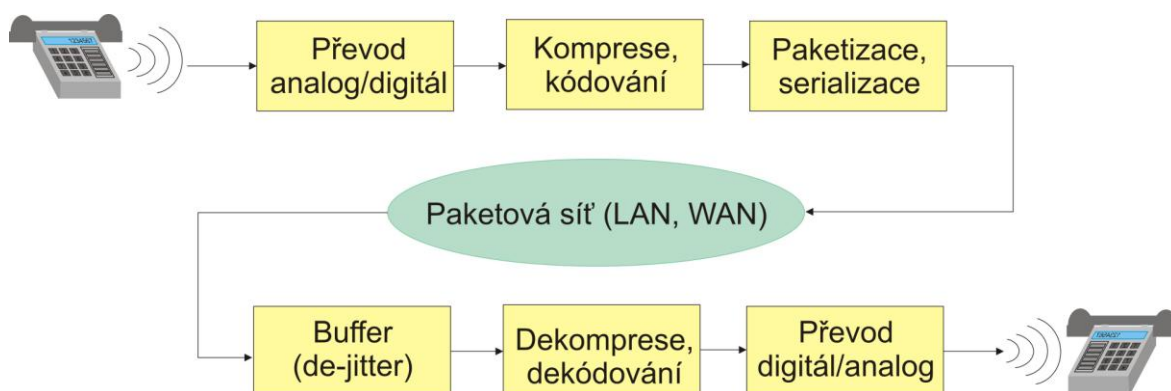 1234567
Převod
analog/digitál
Komprese,
kódování
Paketizace,
serializace
Paketová síť (LAN, WAN)
Buffer
(de-jitter)
Dekomprese,
dekódování
Převod
digitál/analog